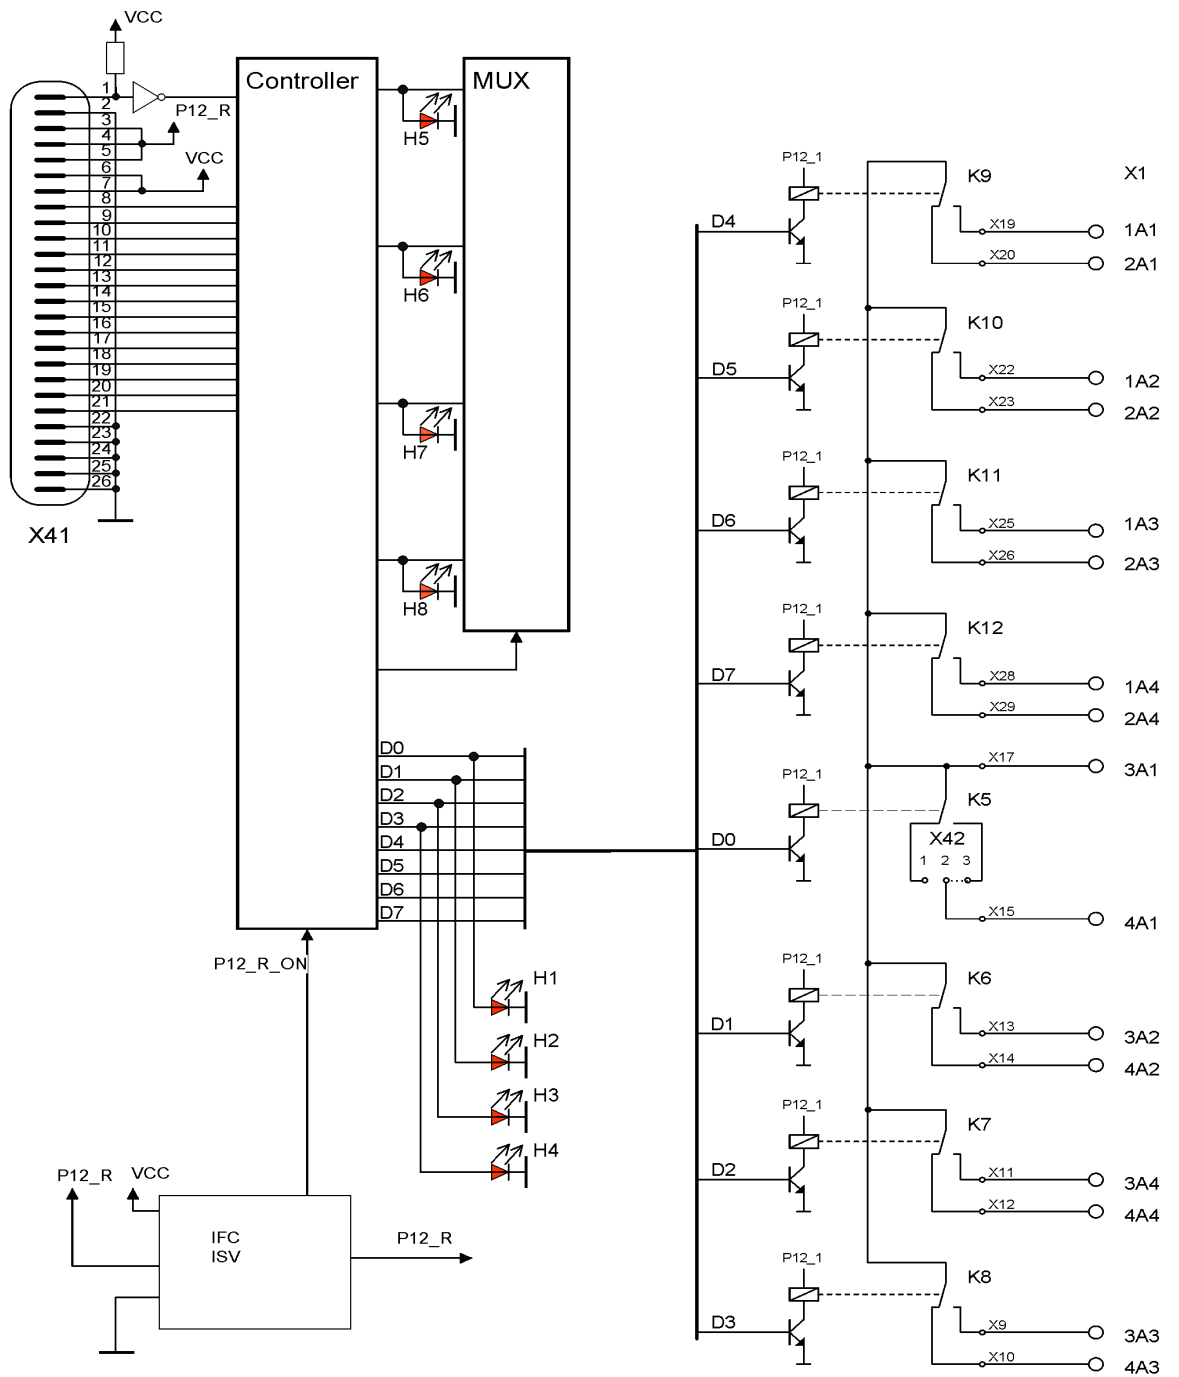 VCC
P12_R
VCC
1
2
3
4
5
6
7
8
9
10
11
12
13
14
15
16
17
18
19
20
21
22
23
24
25
26
X41
Controller
MUX
H5
H6
H7
H8
D0
D1
D2
D3
D4
D5
D6
D7
P12_R_ON
H1
H2
H3
H4
P12_R
VCC
IFC
ISV
P12_R
X1
P12_1
K9
D4
X19
1A1
X20
2A1
P12_1
K10
D5
X22
1A2
X23
2A2
P12_1
K11
D6
X25
1A3
X26
2A3
P12_1
K12
D7
X28
1A4
X29
2A4
X17
3A1
P12_1
K5
D0
X42
1 2 3
X15
4A1
P12_1
K6
D1
X13
3A2
X14
4A2
P12_1
K7
D2
X11
3A4
X12
4A4
P12_1
K8
D3
X9
3A3
X10
4A3